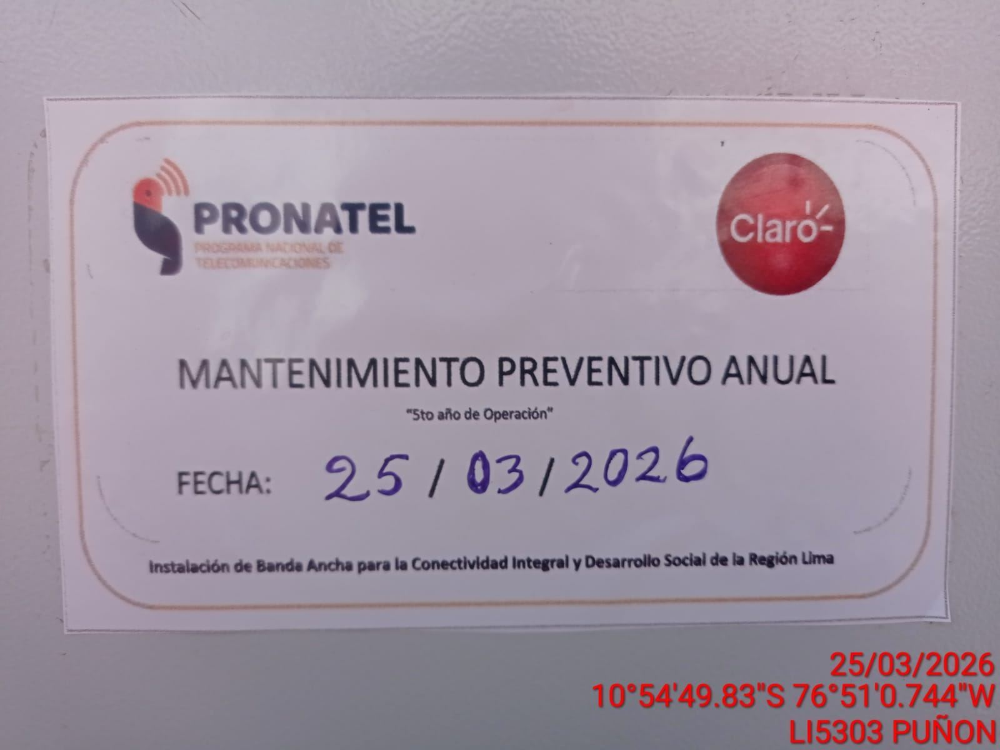 PRONATEL
PROGRAMA NACIONAL DE
TELECOMUNICACIONES
Claro
MANTENIMIENTO PREVENTIVO ANUAL
"5to año de Operación"
FECHA: 25/03/2026
Instalación de Banda Ancha para la Conectividad Integral y Desarrollo Social de la Región Lima
25/03/2026
10°54'49.83"S 76°51'0.744"W
LI5303 PUÑON